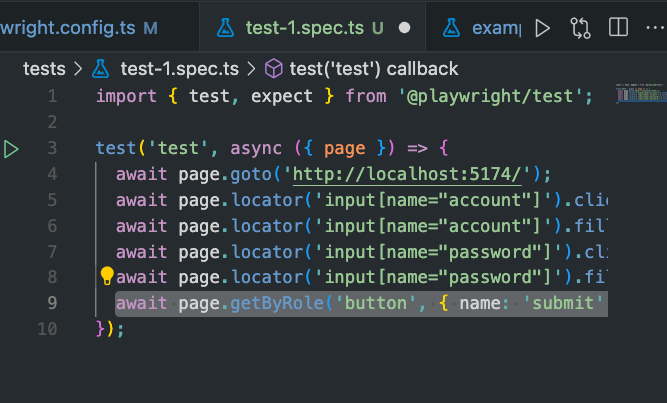 wright.config.ts M
test-1.spec.ts U
examp
tests > test-1.spec.ts > test('test') callback
1 import { test, expect } from '@playwright/test';
2
3 test('test', async ({ page }) => {
4 await page.goto('http://localhost:5174/');
5 await page.locator('input[name="account"]').clic
6 await page.locator('input[name="account"]').fill
7 await page.locator('input[name="password"]').cli
8 await page.locator('input[name="password"]').fil
9 await page.getByRole('button', { name: 'submit'
10 });